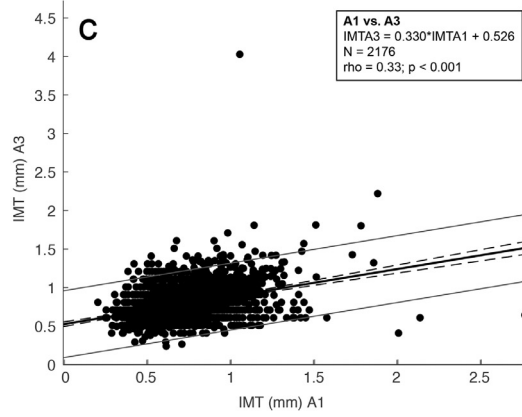 C
A1 vs. A3
IMTA3 = 0.330*IMTA1 + 0.526
N = 2176
rho = 0.33; p < 0.001
4.5
4
3.5
3
2.5
2
1.5
1
0.5
0
IMT (mm) A3
0
0.5
1
1.5
2
2.5
IMT (mm) A1